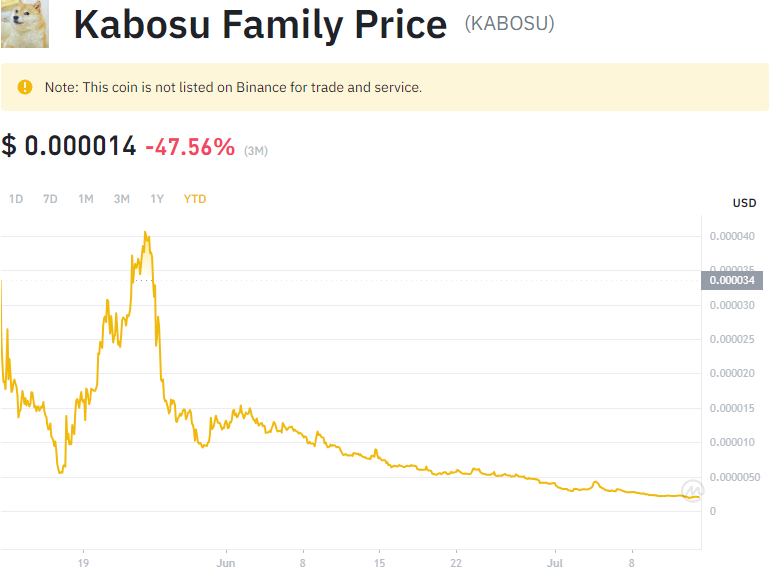 Kabosu Family Price (KABOSU)
Note: This coin is not listed on Binance for trade and service.
$ 0.000014 -47.56% (3M)
1D 7D 1M 3M 1Y YTD
USD
0.000040
0.000035
0.000034
0.000030
0.000025
0.000020
0.000015
0.000010
0.0000050
0
19 Jun 8 15 22 Jul 8